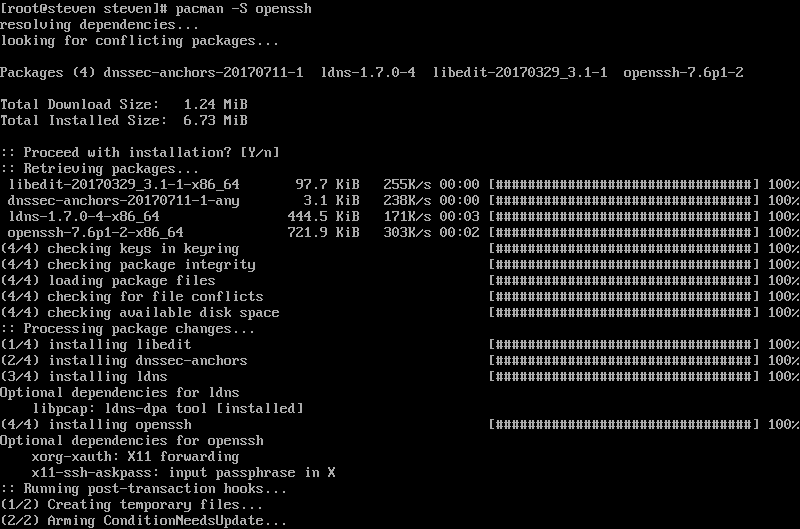 [root@steven steven]# pacman -S openssh
resolving dependencies...
looking for conflicting packages...
Packages (4) dnssec-anchors-20170711-1  ldns-1.7.0-4  libedit-20170329_3.1-1  openssh-7.6p1-2
Total Download Size:   1.24 MiB
Total Installed Size:  6.73 MiB
:: Proceed with installation? [Y/n]
:: Retrieving packages...
 libedit-20170329_3.1-1-x86_64       97.7 KiB   255K/s 00:00 [################################] 100%
 dnssec-anchors-20170711-1-any        3.1 KiB   238K/s 00:00 [################################] 100%
 ldns-1.7.0-4-x86_64                444.5 KiB   171K/s 00:03 [################################] 100%
 openssh-7.6p1-2-x86_64             721.9 KiB   303K/s 00:02 [################################] 100%
(4/4) checking keys in keyring                               [################################] 100%
(4/4) checking package integrity                             [################################] 100%
(4/4) loading package files                                  [################################] 100%
(4/4) checking for file conflicts                            [################################] 100%
(4/4) checking available disk space                          [################################] 100%
:: Processing package changes...
(1/4) installing libedit                                     [################################] 100%
(2/4) installing dnssec-anchors                              [################################] 100%
(3/4) installing ldns                                        [################################] 100%
Optional dependencies for ldns
    libpcap: ldns-dpa tool [installed]
(4/4) installing openssh                                     [################################] 100%
Optional dependencies for openssh
    xorg-xauth: X11 forwarding
    x11-ssh-askpass: input passphrase in X
:: Running post-transaction hooks...
(1/2) Creating temporary files...
(2/2) Arming ConditionNeedsUpdate...